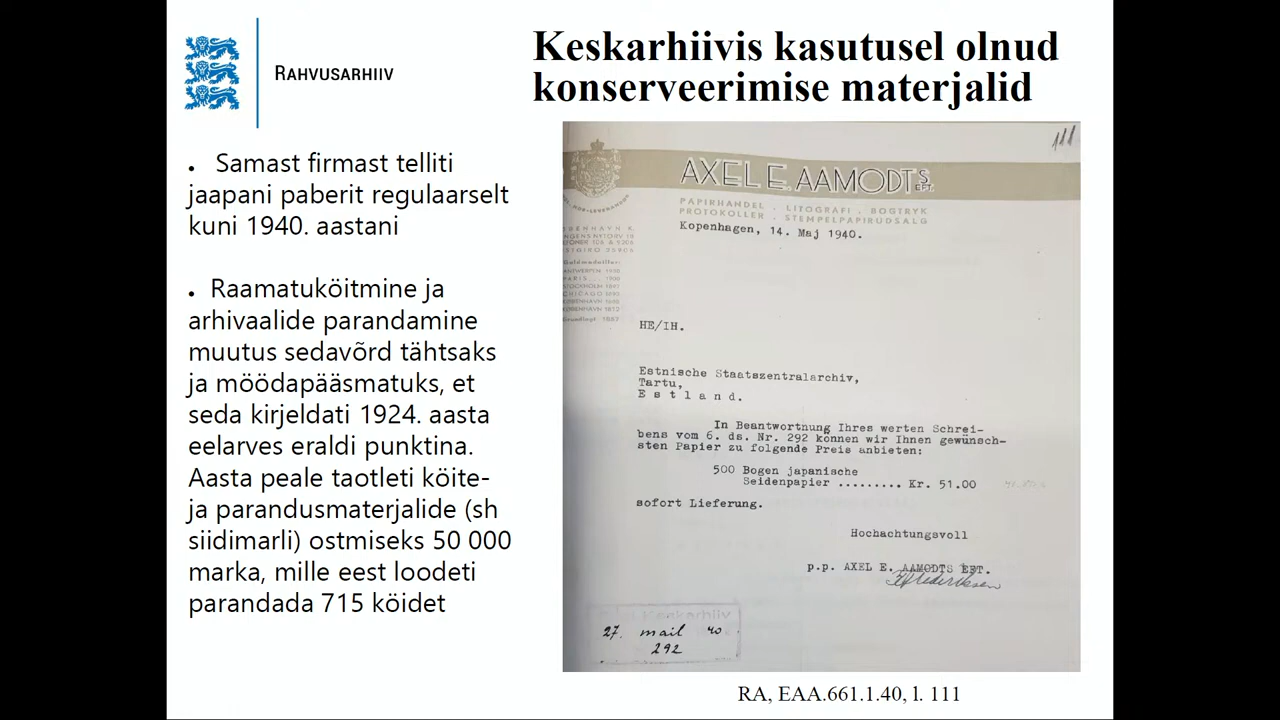 RAHVUSARHIIV
Keskarhiivis kasutusel olnud
konserveerimise materjalid
• Samast firmast telliti
jaapani paberit regulaarselt
kuni 1940. aastani
• Raamatuköitmine ja
arhivaalide parandamine
muutus sedavõrd tähtsaks
ja möödapääsmatuks, et
seda kirjeldati 1924. aasta
eelarves eraldi punktina.
Aasta peale taotleti köite-
ja parandusmaterjalide (sh
siidimarli) ostmiseks 50 000
marka, mille eest loodeti
parandada 715 köidet
111
AXEL E. AAMODTS
EFT.
PAPIRHANDEL . LITOGRAFI . BOGTRYK
PROTOKOLLER . STEMPELPAPIRUDSALG
Kopenhagen, 14. Maj 1940.
HE/IH.
Estnische Staatszentralarchiv,
Tartu,
E s t l a n d.
In Beantwortnung Ihres werten Schrei-
bens vom 6. ds. Nr. 292 können wir Ihnen gewünsch-
sten Papier zu folgende Preis anbieten:
500 Bogen japanische
Seidenpapier ......... Kr. 51.00
sofort Lieferung.
Hochachtungsvoll
p.p. AXEL E. AAMODTS EFT.
Keskarhiiv
27. mail 40
292
RA, EAA.661.1.40, l. 111